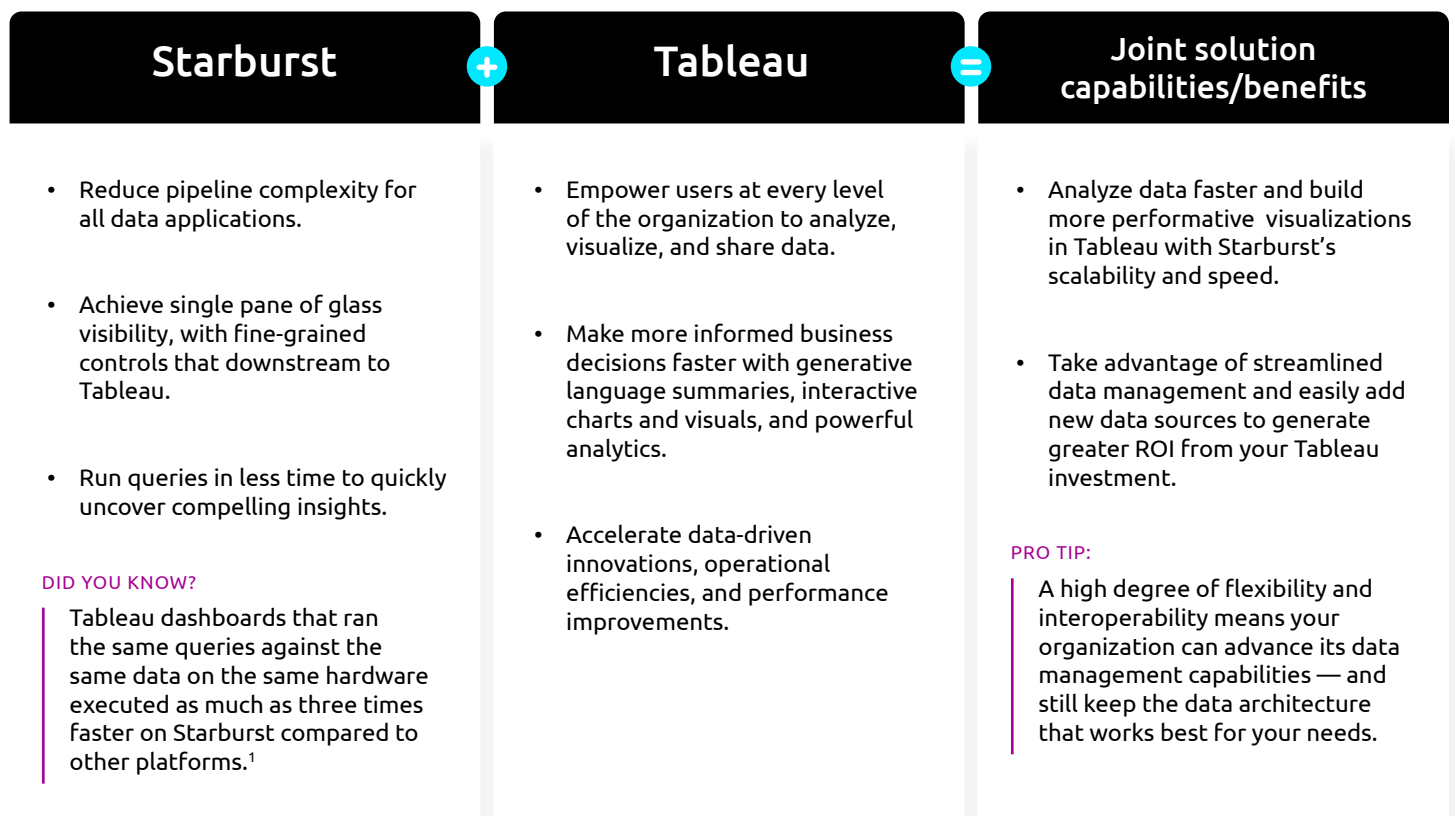 Starburst
+
Tableau
=
Joint solution
capabilities/benefits
• Reduce pipeline complexity for
all data applications.
• Achieve single pane of glass
visibility, with fine-grained
controls that downstream to
Tableau.
• Run queries in less time to quickly
uncover compelling insights.
DID YOU KNOW?
Tableau dashboards that ran
the same queries against the
same data on the same hardware
executed as much as three times
faster on Starburst compared to
other platforms.¹
• Empower users at every level
of the organization to analyze,
visualize, and share data.
• Make more informed business
decisions faster with generative
language summaries, interactive
charts and visuals, and powerful
analytics.
• Accelerate data-driven
innovations, operational
efficiencies, and performance
improvements.
• Analyze data faster and build
more performative  visualizations
in Tableau with Starburst’s
scalability and speed.
• Take advantage of streamlined
data management and easily add
new data sources to generate
greater ROI from your Tableau
investment.
PRO TIP:
A high degree of flexibility and
interoperability means your
organization can advance its data
management capabilities — and
still keep the data architecture
that works best for your needs.